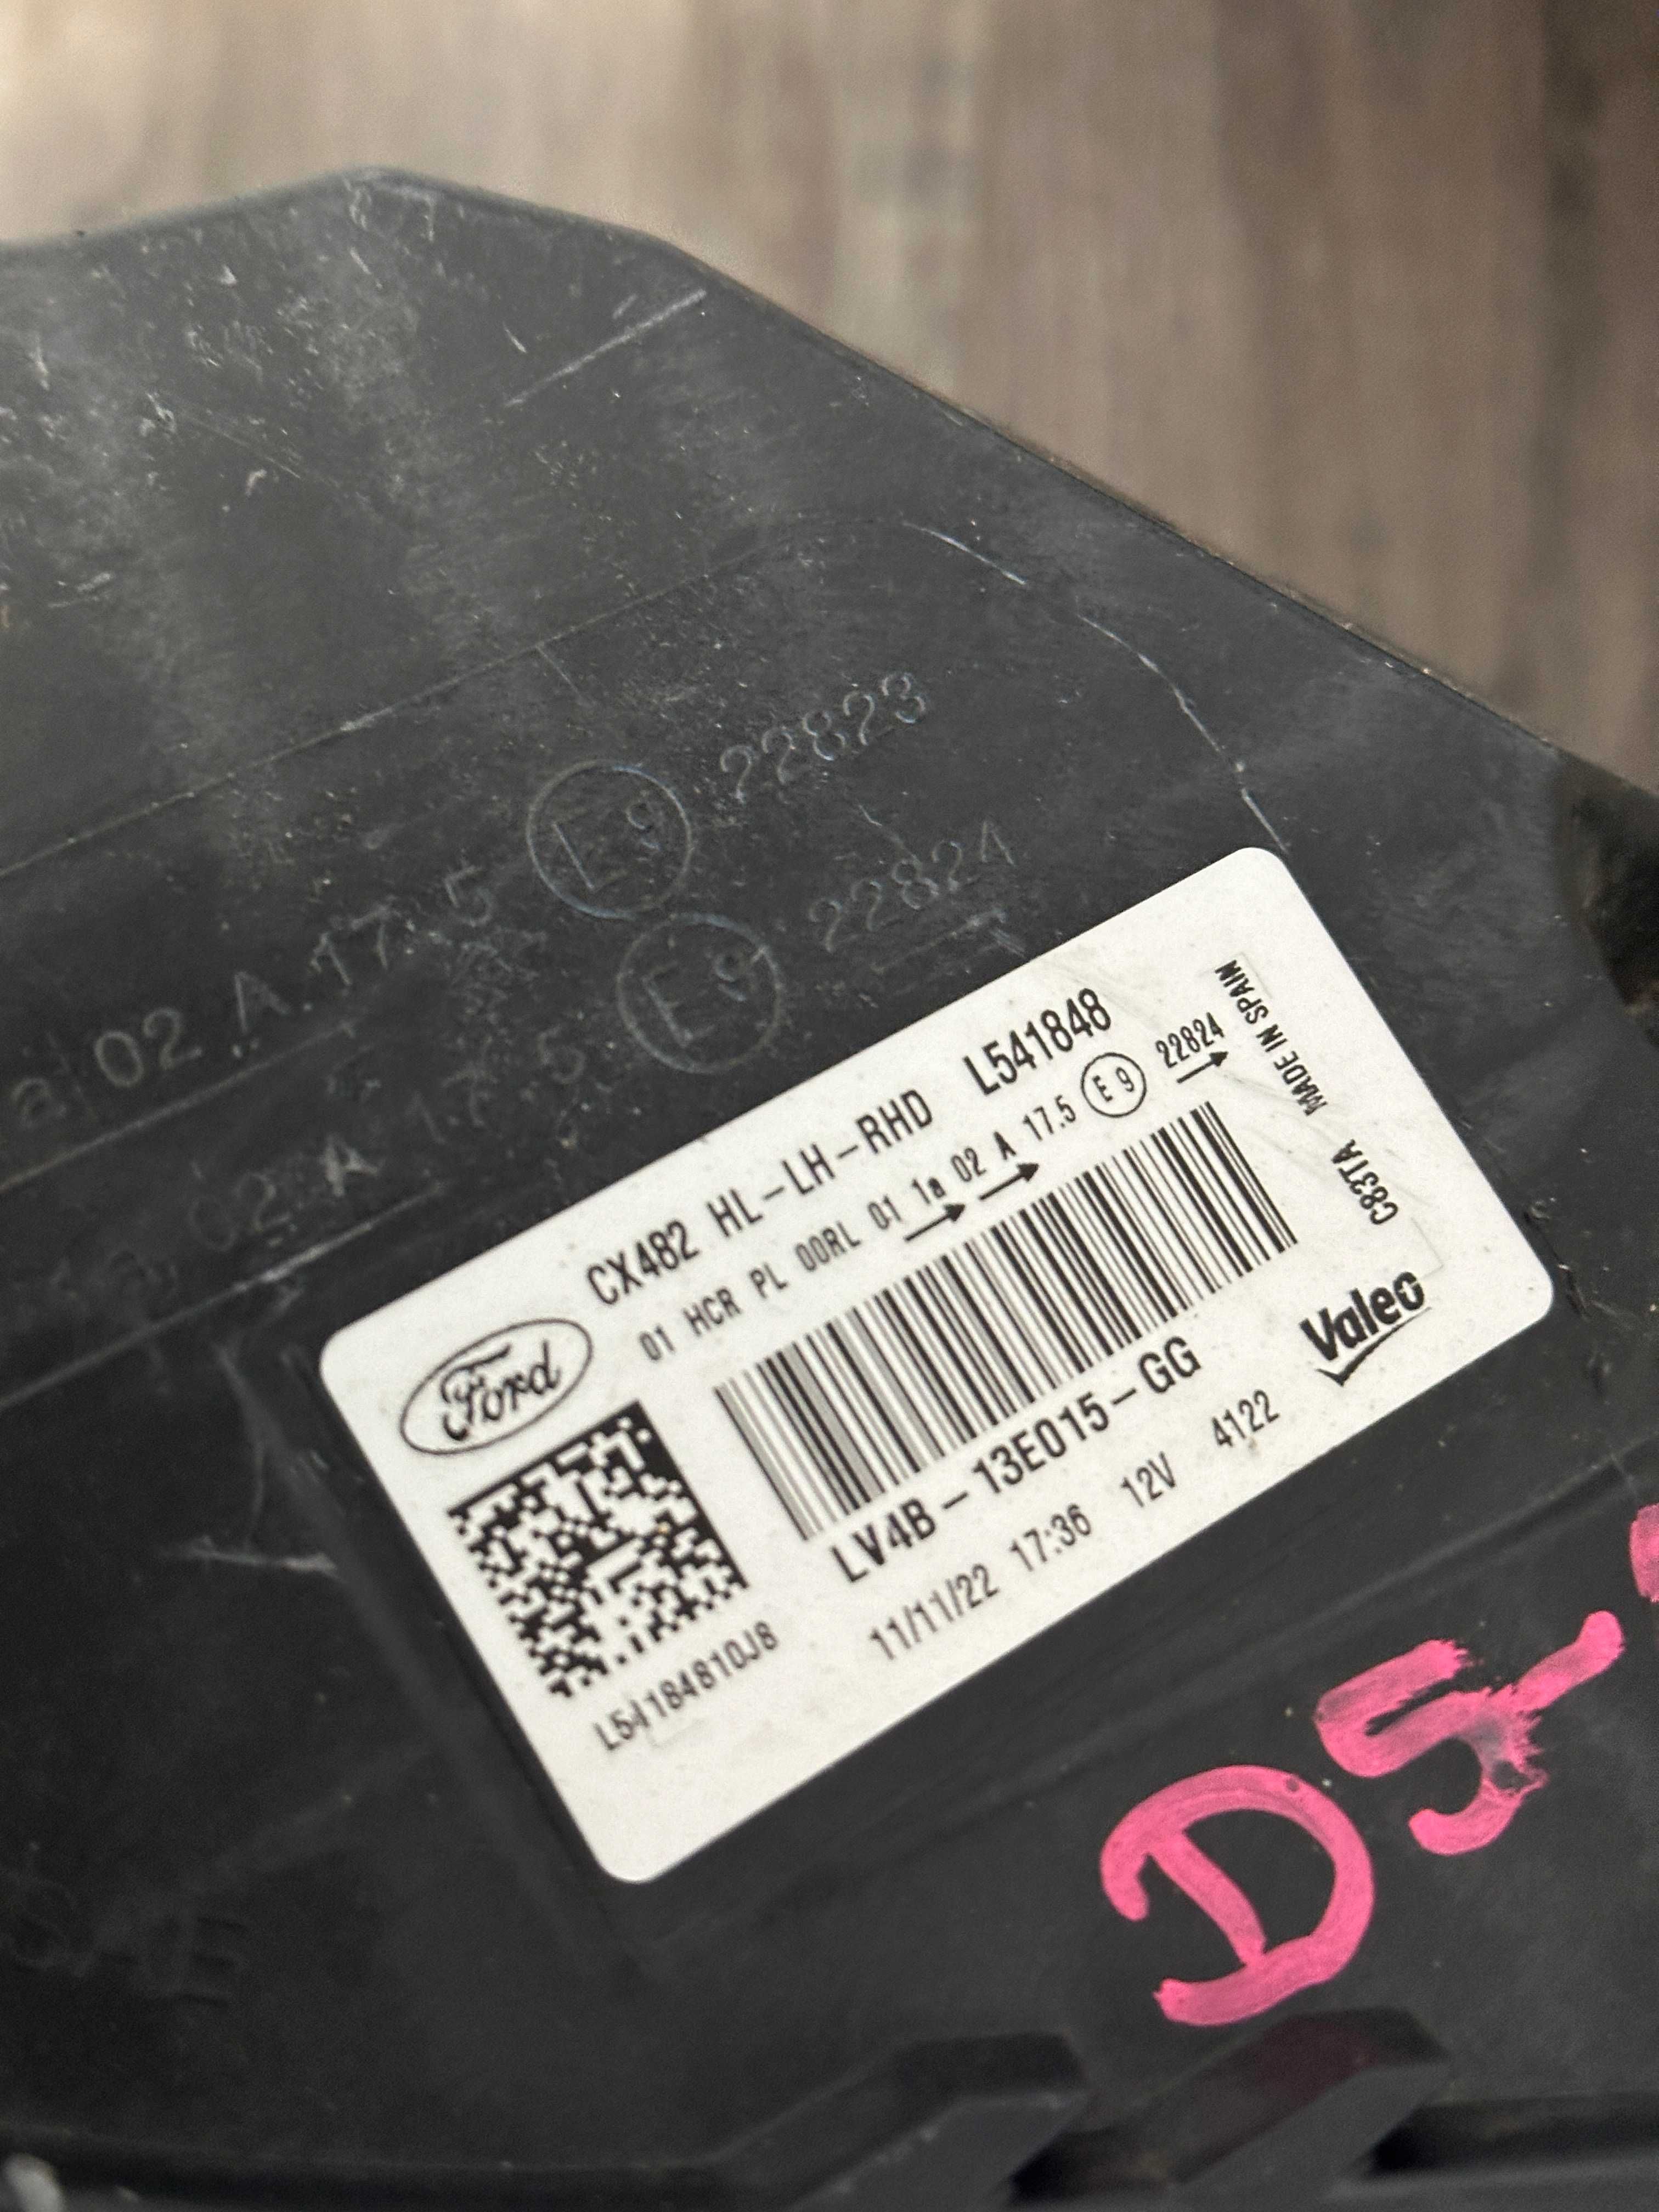 22823
E9
a 02 A 17.5
22824
E9
1a 02 A 17.5
Ford
CX482 HL-LH-RHD L541848
01 HCR PL 00RL 01 1a 02 A 17.5 E9 22824
MADE IN SPAIN
C83TA
LV4B-13E015-GG
Valeo
11/11/22 17:36 12V 4122
L54184810J8
D5-